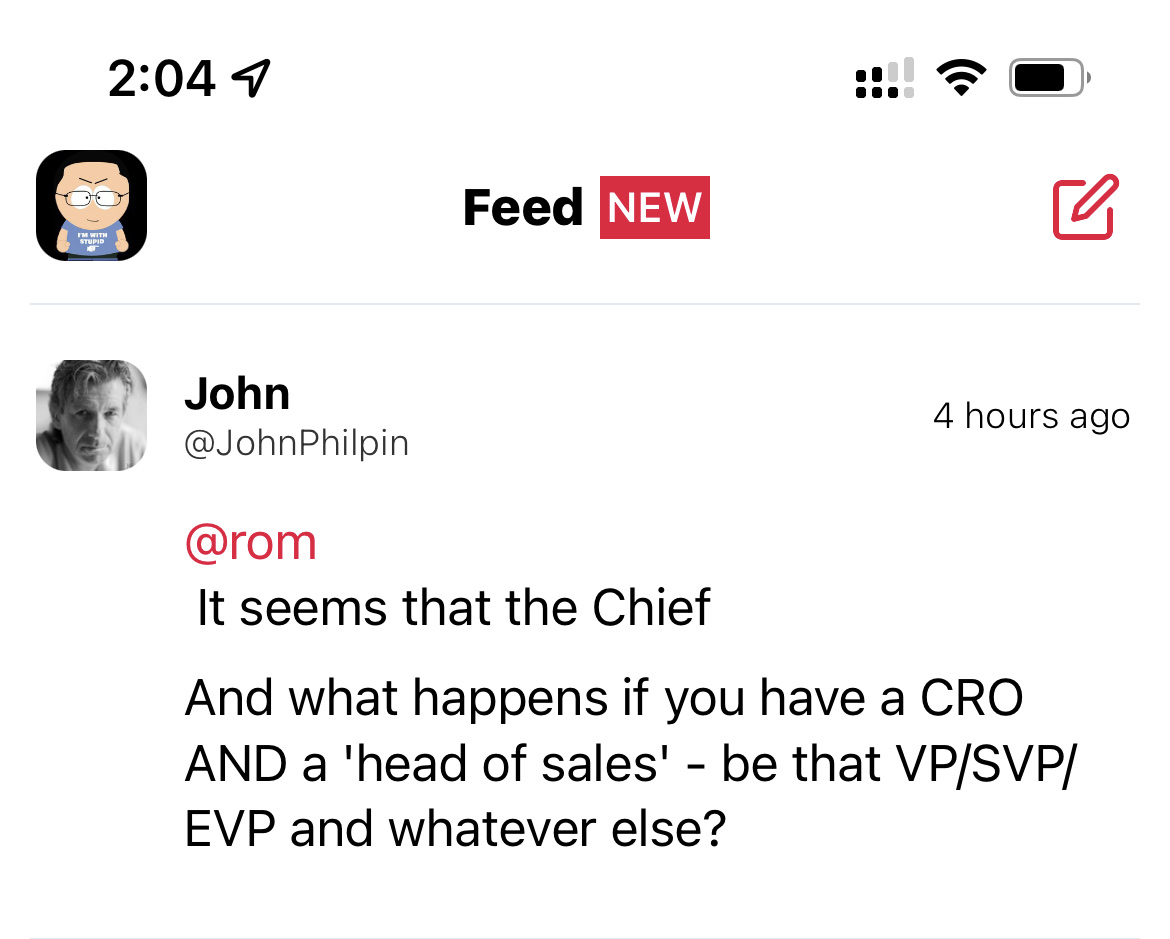 2:04
Feed NEW
I'M WITH
STUPID
John
@JohnPhilpin
4 hours ago
@rom
It seems that the Chief
And what happens if you have a CRO
AND a 'head of sales' - be that VP/SVP/
EVP and whatever else?